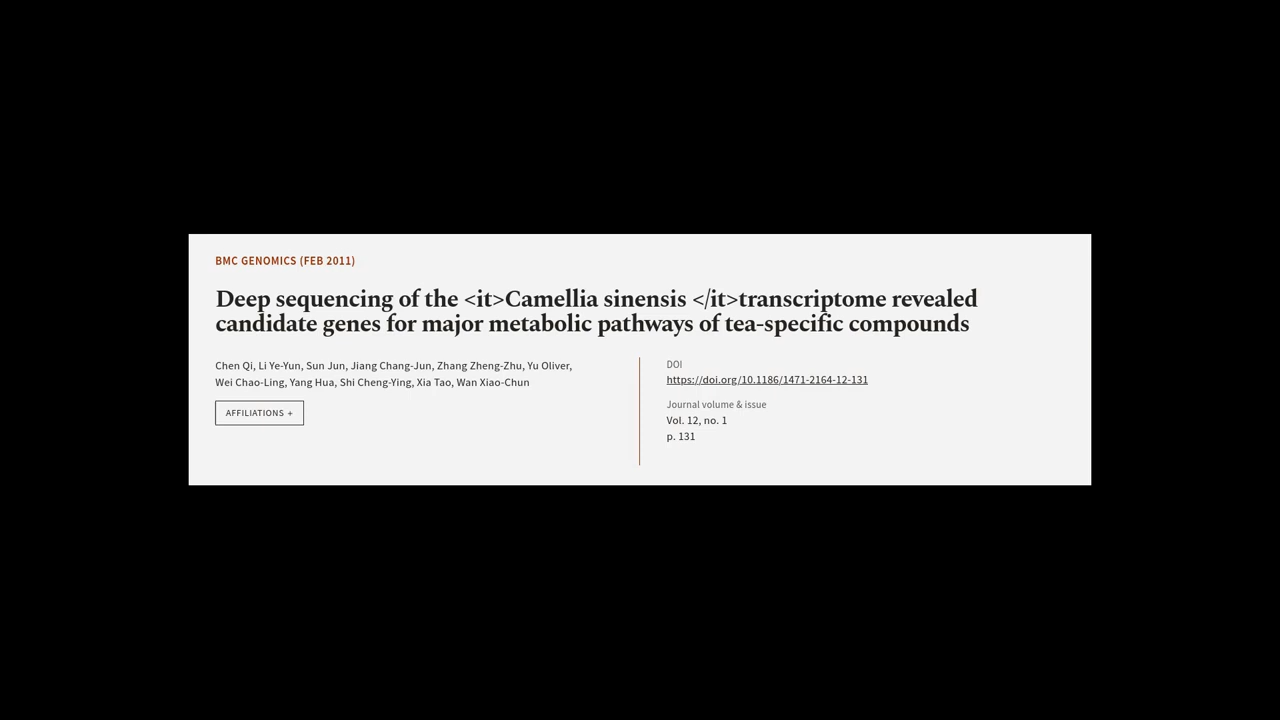 BMC GENOMICS (FEB 2011)
Deep sequencing of the <it>Camellia sinensis </it>transcriptome revealed
candidate genes for major metabolic pathways of tea-specific compounds
Chen Qi, Li Ye-Yun, Sun Jun, Jiang Chang-Jun, Zhang Zheng-Zhu, Yu Oliver,
Wei Chao-Ling, Yang Hua, Shi Cheng-Ying, Xia Tao, Wan Xiao-Chun
AFFILIATIONS +
DOI
https://doi.org/10.1186/1471-2164-12-131
Journal volume & issue
Vol. 12, no. 1
p. 131